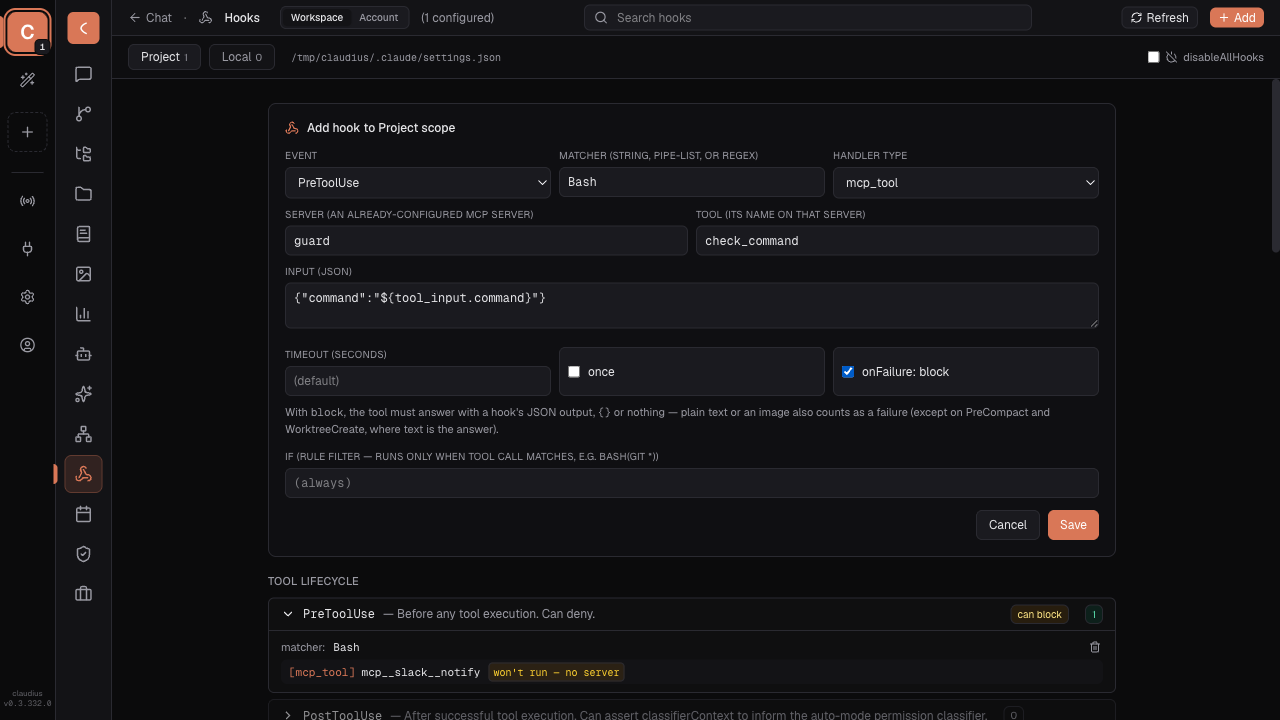 Chat · Hooks Workspace Account (1 configured) Search hooks Refresh + Add
C
1
Project 1 Local 0 /tmp/claudius/.claude/settings.json disableAllHooks
Add hook to Project scope
EVENT MATCHER (STRING, PIPE-LIST, OR REGEX) HANDLER TYPE
PreToolUse Bash mcp_tool
SERVER (AN ALREADY-CONFIGURED MCP SERVER) TOOL (ITS NAME ON THAT SERVER)
guard check_command
INPUT (JSON)
{"command":"${tool_input.command}"}
TIMEOUT (SECONDS)
(default) once onFailure: block
With block, the tool must answer with a hook's JSON output, {} or nothing — plain text or an image also counts as a failure (except on PreCompact and
WorktreeCreate, where text is the answer).
IF (RULE FILTER — RUNS ONLY WHEN TOOL CALL MATCHES, E.G. BASH(GIT *))
(always)
Cancel Save
TOOL LIFECYCLE
PreToolUse — Before any tool execution. Can deny. can block 1
matcher: Bash
[mcp_tool] mcp__slack__notify won't run — no server
PostToolUse — After successful tool execution. Can assert classifierContext to inform the auto-mode permission classifier. 0
claudius
v0.3.332.0